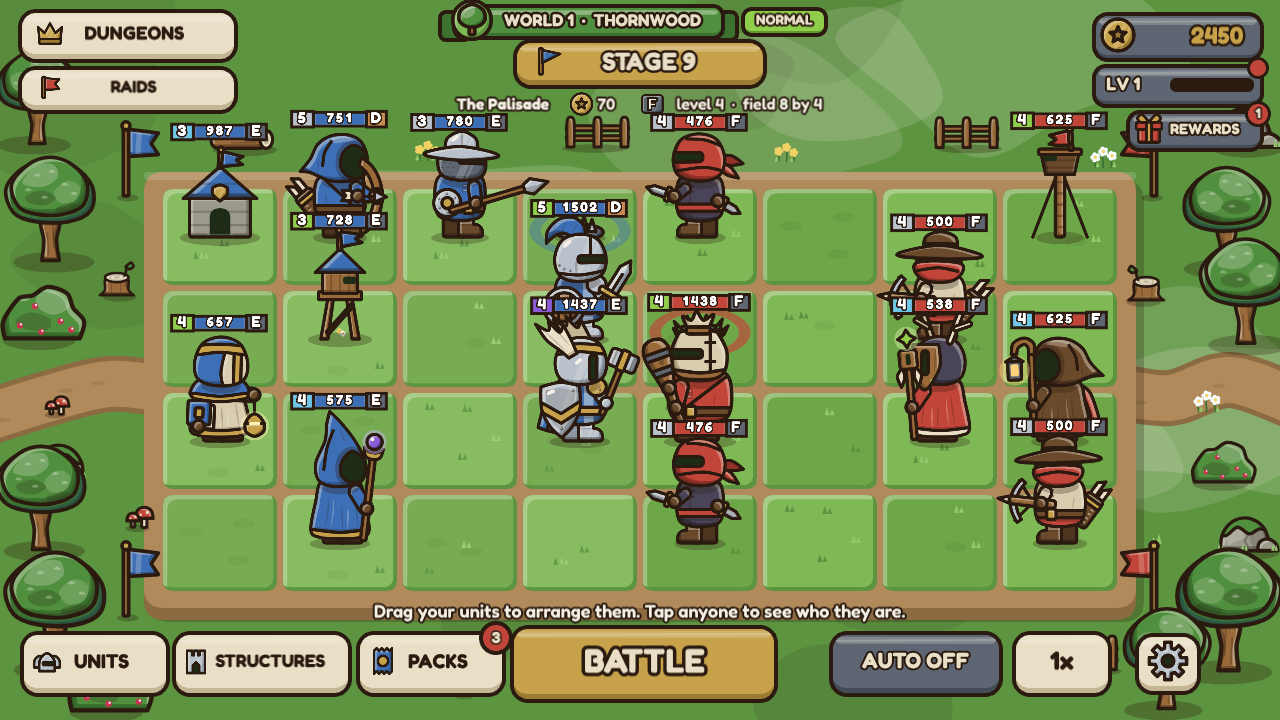 DUNGEONS
RAIDS
WORLD 1 • THORNWOOD
NORMAL
STAGE 9
The Palisade
70
F
level 4 • field 8 by 4
2450
LV 1
REWARDS
1
3 987 E
5 751 D
3 780 E
4 476 F
4 625 F
3 728 E
5 1502 D
4 500 F
4 657 E
4 1437 E
4 1438 F
4 538 F
4 625 F
4 575 E
4 476 F
4 500 F
Drag your units to arrange them. Tap anyone to see who they are.
UNITS
STRUCTURES
PACKS
3
BATTLE
AUTO OFF
1x